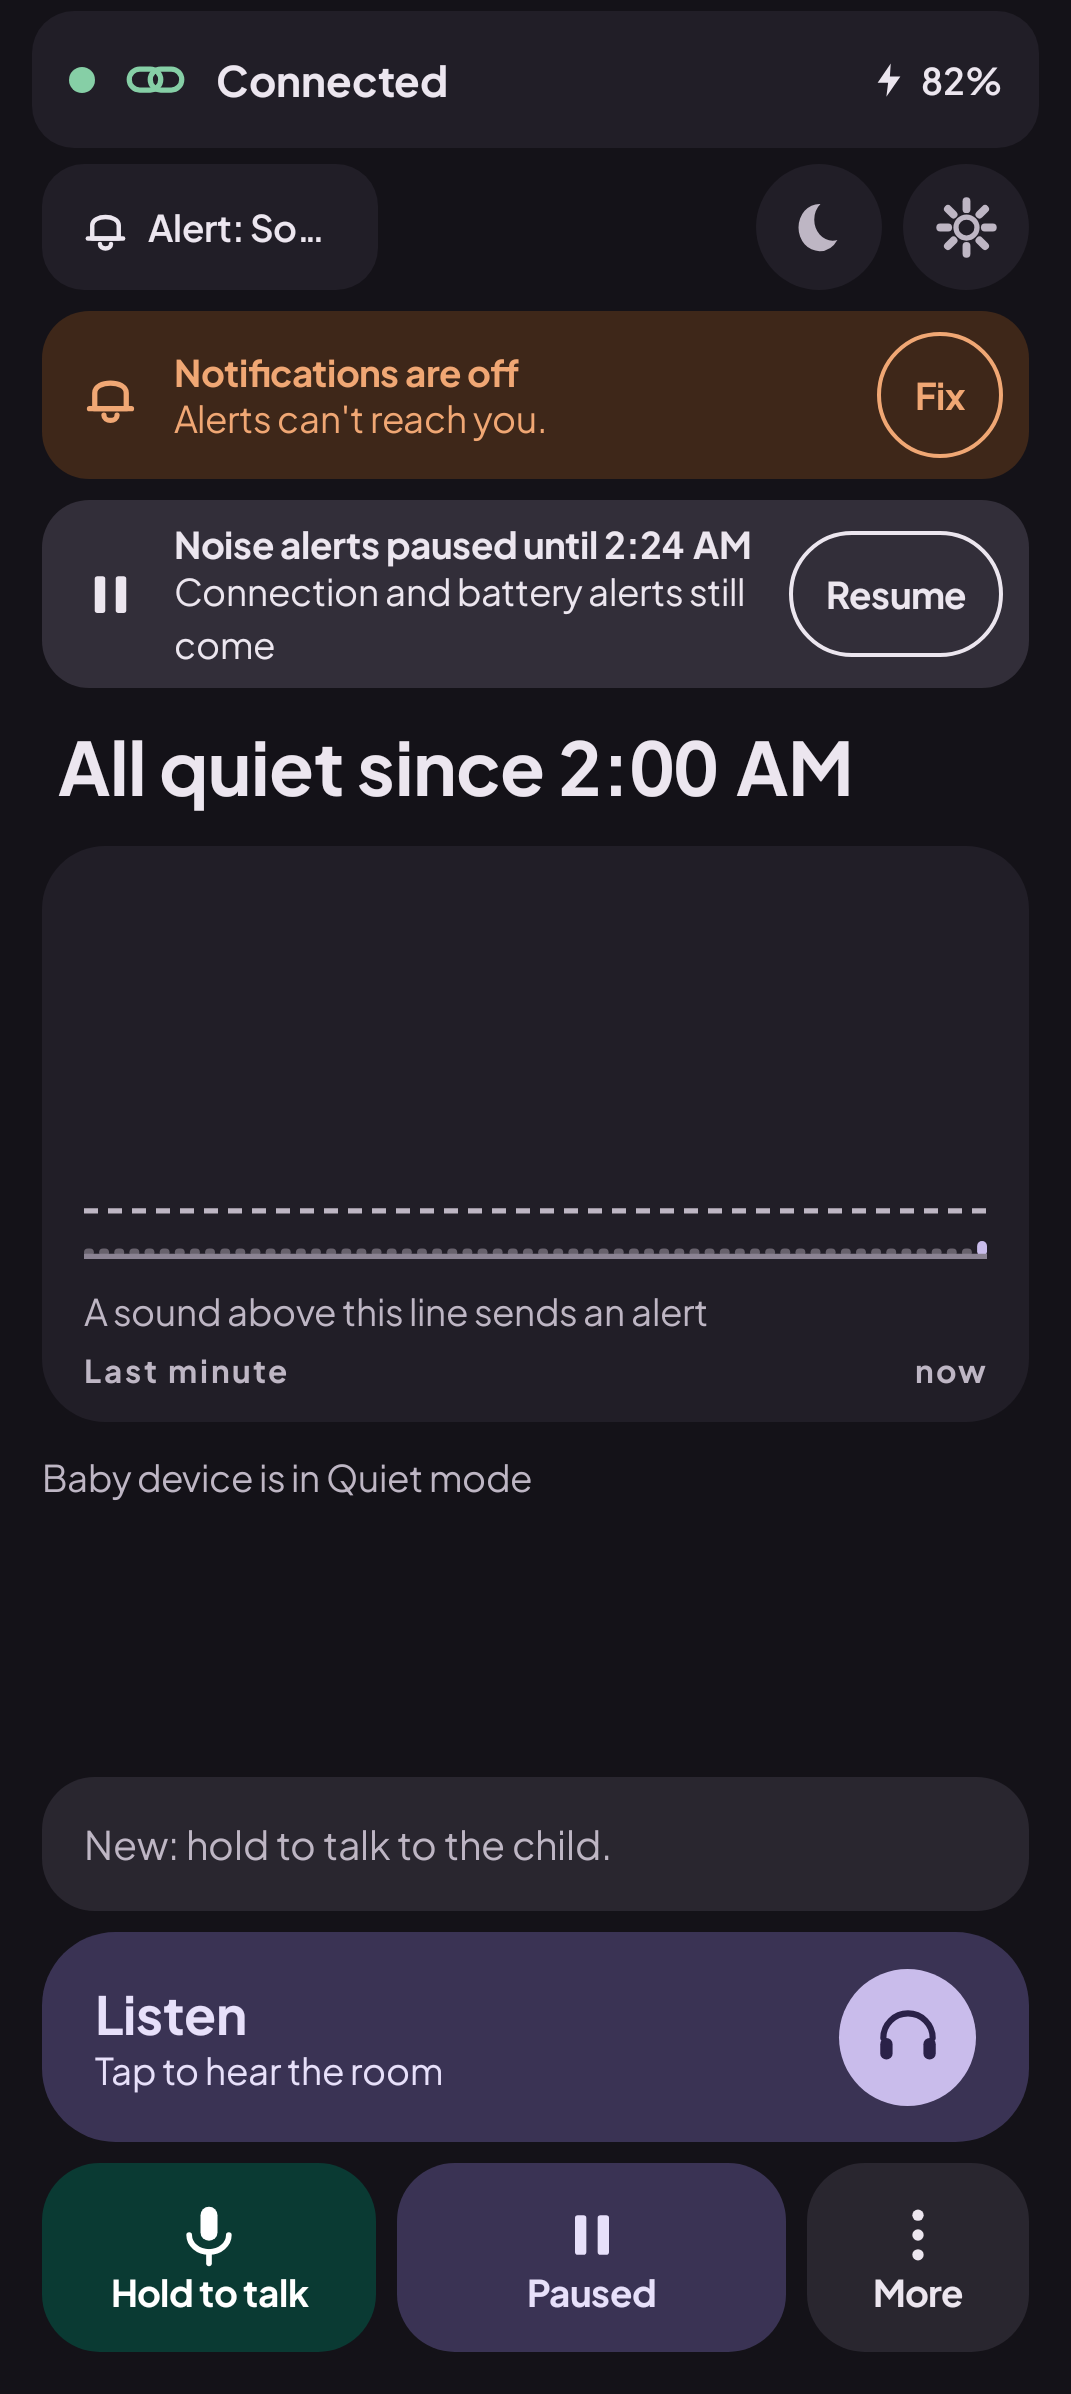 Connected
82%
Alert: So...
Notifications are off
Alerts can't reach you.
Fix
Noise alerts paused until 2:24 AM
Connection and battery alerts still
come
Resume
All quiet since 2:00 AM
A sound above this line sends an alert
Last minute
now
Baby device is in Quiet mode
New: hold to talk to the child.
Listen
Tap to hear the room
Hold to talk
Paused
More